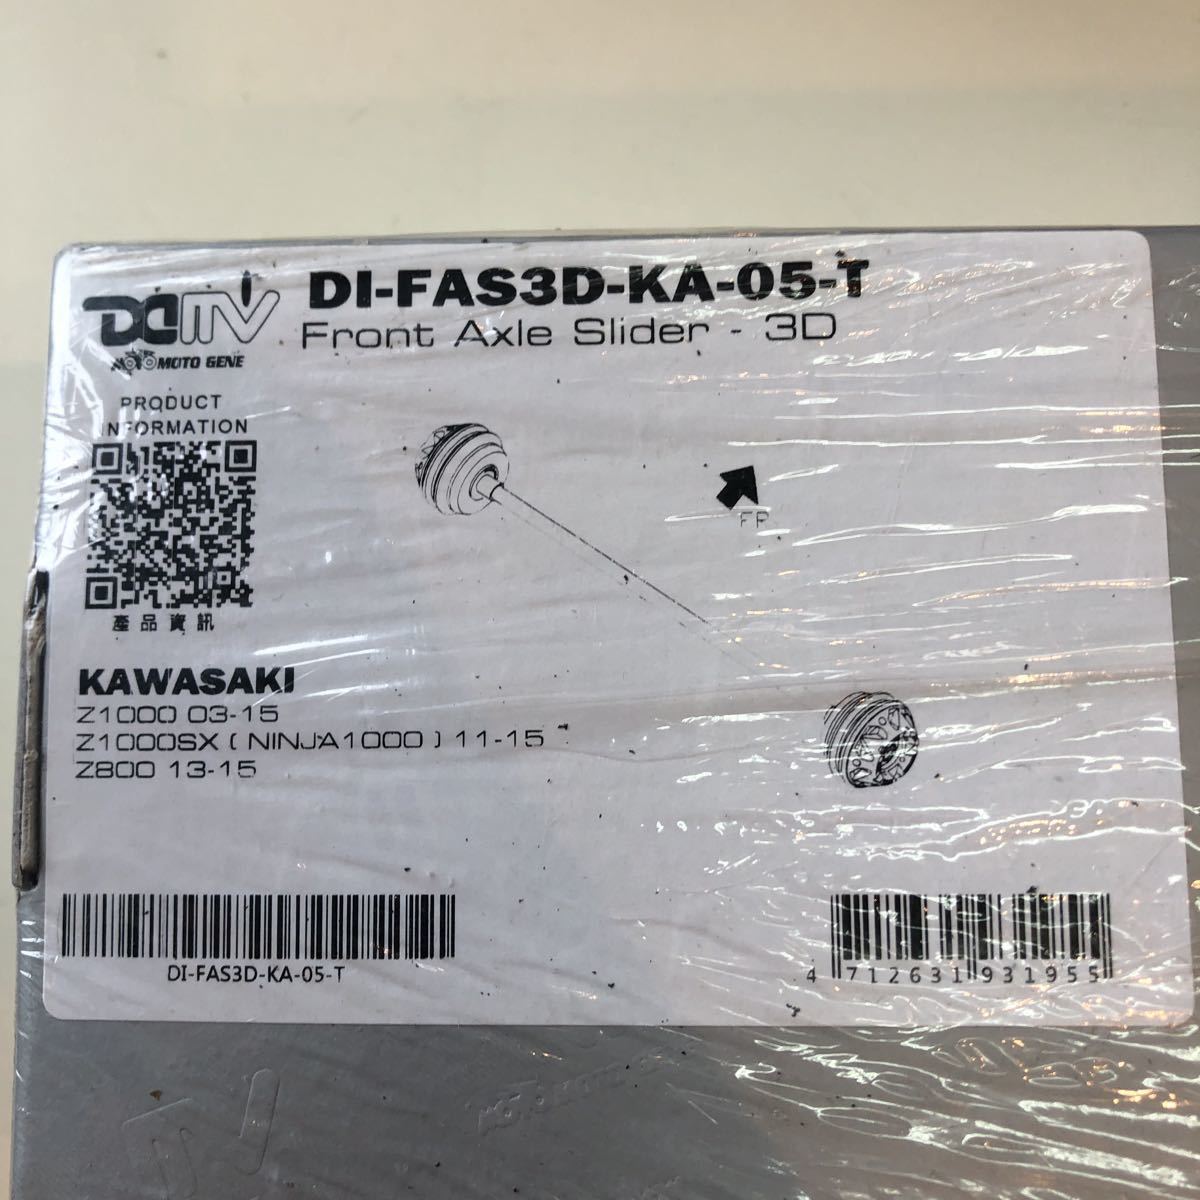 DI-FAS3D-KA-05-T
Front Axle Slider - 3D
MOTO GENE
PRODUCT
INFORMATION
產品資訊
FR
KAWASAKI
Z1000 03-15
Z1000SX ( NINJA1000 ) 11-15
Z800 13-15
DI-FAS3D-KA-05-T
4 712631 931955